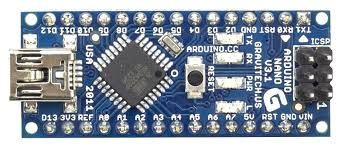 D12 D11 D10 D9 D8 D7 D6 D5 D4 D3 D2 GND RST RX0 TX1
USA
2011
ARDUINO.CC
GRAVITECH.US
TX
RX
RESET
PWR
L
ARDUINO
NANO
V3.1
G
ICSP
1
D13 3V3 REF A0 A1 A2 A3 A4 A5 A6 A7 5V RST GND VIN